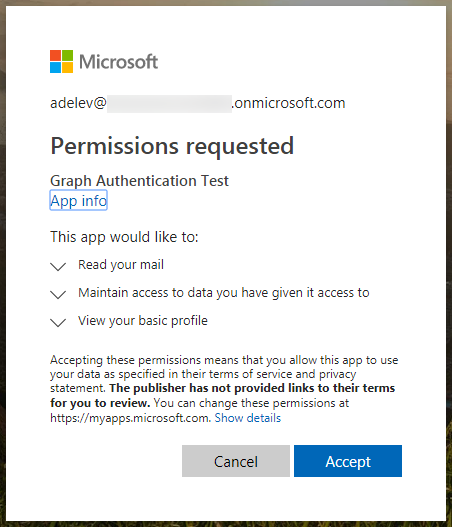 Microsoft
adelev@ .onmicrosoft.com
Permissions requested
Graph Authentication Test
App info
This app would like to:
Read your mail
Maintain access to data you have given it access to
View your basic profile
Accepting these permissions means that you allow this app to use
your data as specified in their terms of service and privacy
statement. The publisher has not provided links to their terms
for you to review. You can change these permissions at
https://myapps.microsoft.com. Show details
Cancel
Accept